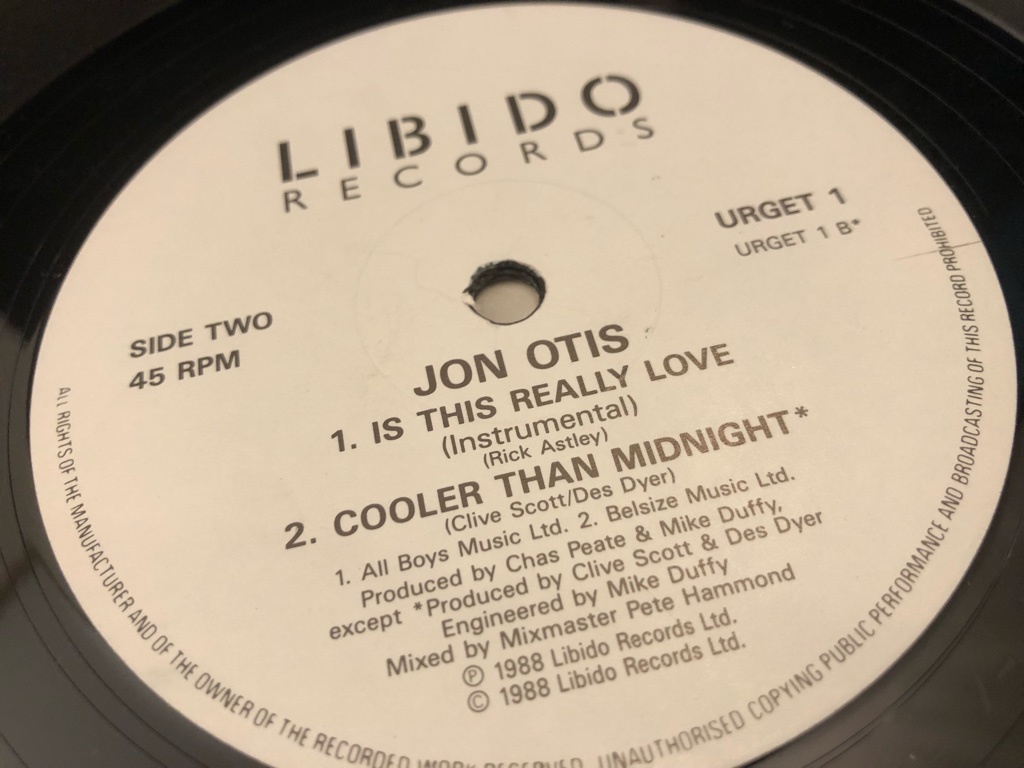 LIBIDO
RECORDS
URGET 1
URGET 1 B*
SIDE TWO
45 RPM
JON OTIS
1. IS THIS REALLY LOVE
(Instrumental)
(Rick Astley)
2. COOLER THAN MIDNIGHT*
(Clive Scott/Des Dyer)
1. All Boys Music Ltd. 2. Belsize Music Ltd.
Produced by Chas Peate & Mike Duffy,
except *Produced by Clive Scott & Des Dyer
Engineered by Mike Duffy
Mixed by Mixmaster Pete Hammond
Ⓟ 1988 Libido Records Ltd.
© 1988 Libido Records Ltd.
ALL RIGHTS OF THE MANUFACTURER AND OF THE OWNER OF THE RECORDED WORK RESERVED. UNAUTHORISED COPYING PUBLIC PERFORMANCE AND BROADCASTING OF THIS RECORD PROHIBITED